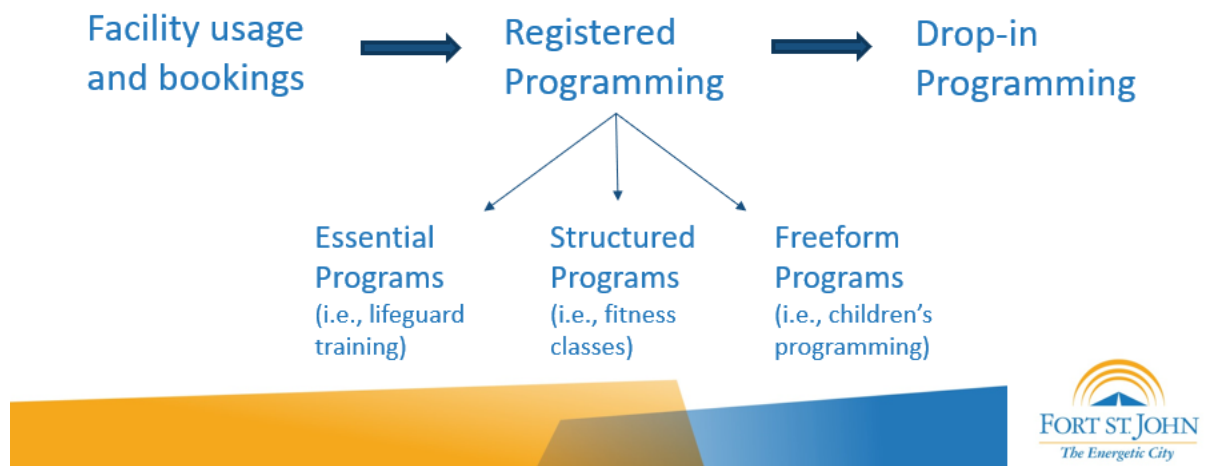 Facility usage
and bookings
Registered
Programming
Drop-in
Programming
Essential
Programs
(i.e., lifeguard
training)
Structured
Programs
(i.e., fitness
classes)
Freeform
Programs
(i.e., children's
programming)
FORT ST. JOHN
The Energetic City